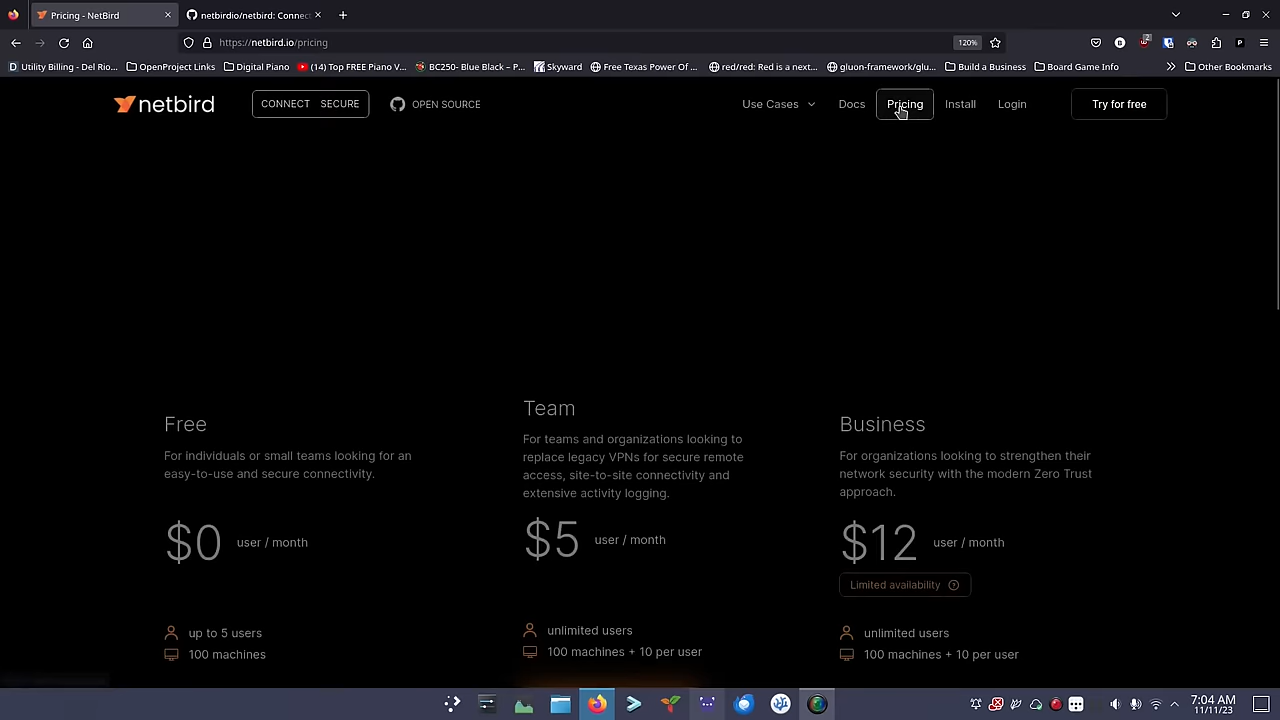 Pricing - NetBird
netbirdio/netbird: Connec
https://netbird.io/pricing
120%
Utility Billing - Del Rio...
OpenProject Links
Digital Piano
(14) Top FREE Piano V...
BC250- Blue Black – P...
Skyward
Free Texas Power Of ...
red/red: Red is a next...
gluon-framework/glu...
Build a Business
Board Game Info
Other Bookmarks
netbird
CONNECT SECURE
OPEN SOURCE
Use Cases
Docs
Pricing
Install
Login
Try for free
Free
For individuals or small teams looking for an
easy-to-use and secure connectivity.
$0 user / month
up to 5 users
100 machines
Team
For teams and organizations looking to
replace legacy VPNs for secure remote
access, site-to-site connectivity and
extensive activity logging.
$5 user / month
unlimited users
100 machines + 10 per user
Business
For organizations looking to strengthen their
network security with the modern Zero Trust
approach.
$12 user / month
Limited availability
unlimited users
100 machines + 10 per user
7:04 AM
11/11/23